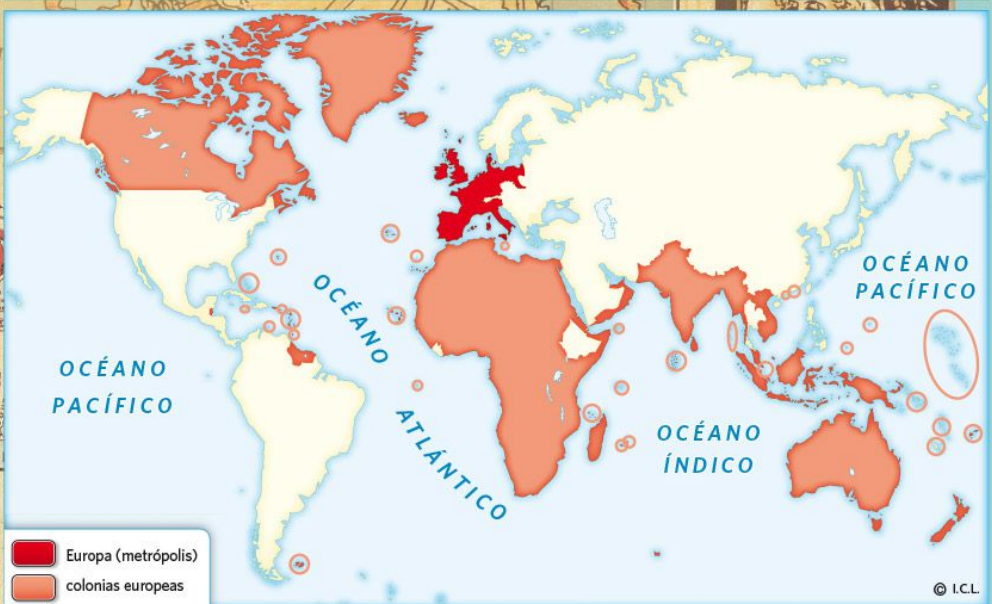 OCÉANO
PACÍFICO
OCÉANO
ATLÁNTICO
OCÉANO
ÍNDICO
OCÉANO
PACÍFICO
Europa (metrópolis)
colonias europeas
© I.C.L.